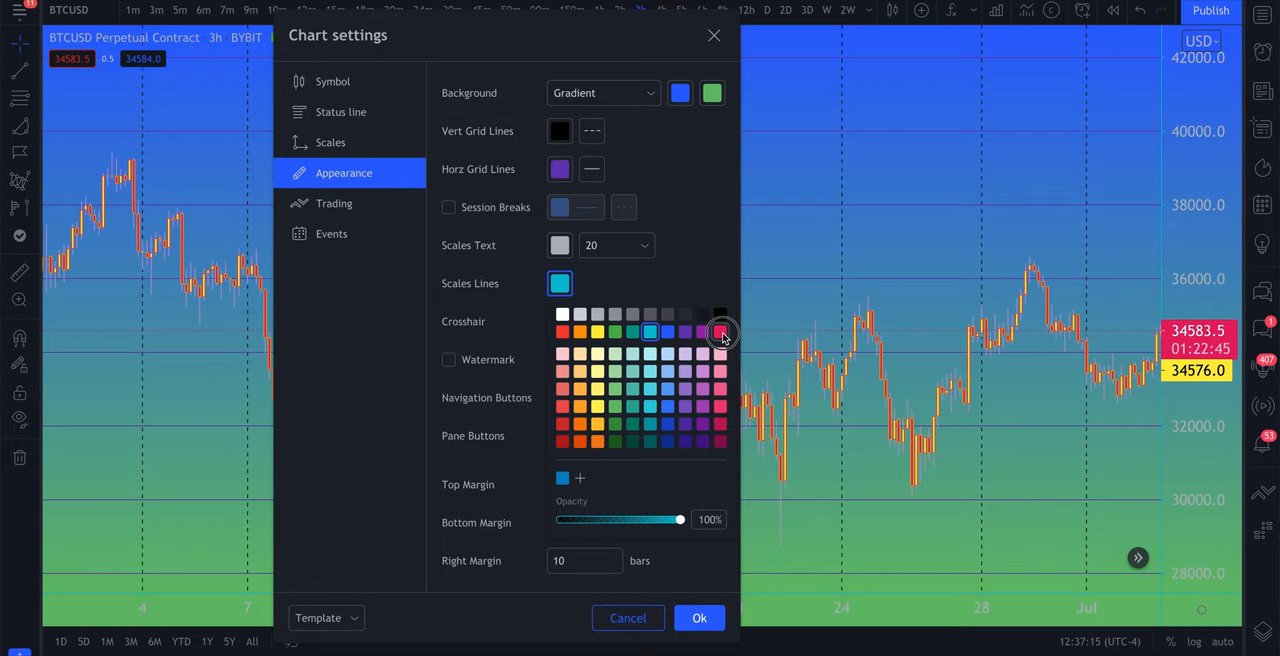 11
BTCUSD
1m 3m 5m 6m 7m 9m
12h D 2D 3D W 2W
Publish
BTCUSD Perpetual Contract 3h BYBIT
34583.5 0.5 34584.0
Chart settings
Symbol
Status line
Scales
Appearance
Trading
Events
Background Gradient
Vert Grid Lines
Horz Grid Lines
Session Breaks
Scales Text 20
Scales Lines
Crosshair
Watermark
Navigation Buttons
Pane Buttons
Top Margin
Opacity
100%
Bottom Margin
Right Margin 10 bars
Template
Cancel
Ok
USD
42000.0
40000.0
38000.0
36000.0
34583.5
01:22:45
34576.0
32000.0
30000.0
28000.0
4 7 24 28 Jul
1D 5D 1M 3M 6M YTD 1Y 5Y All
12:37:15 (UTC-4) % log auto
1
407
53